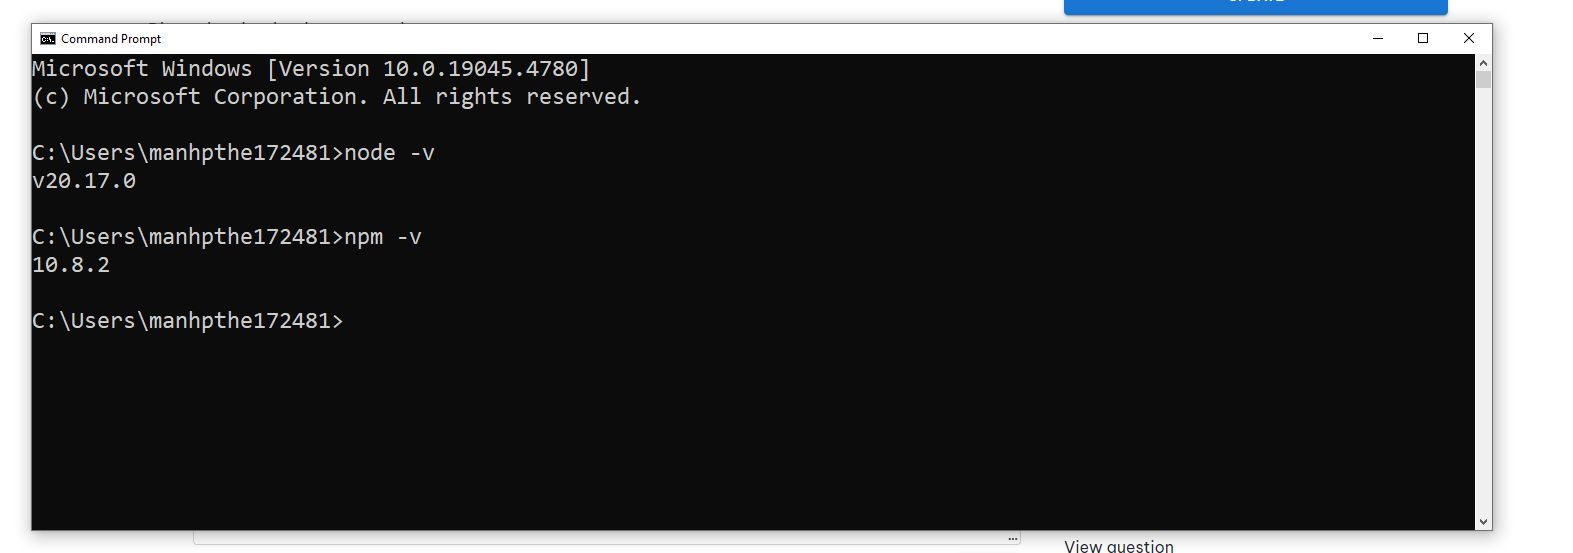 Command Prompt
Microsoft Windows [Version 10.0.19045.4780]
(c) Microsoft Corporation. All rights reserved.
C:\Users\manhpthe172481>node -v
v20.17.0
C:\Users\manhpthe172481>npm -v
10.8.2
C:\Users\manhpthe172481>
...
View question